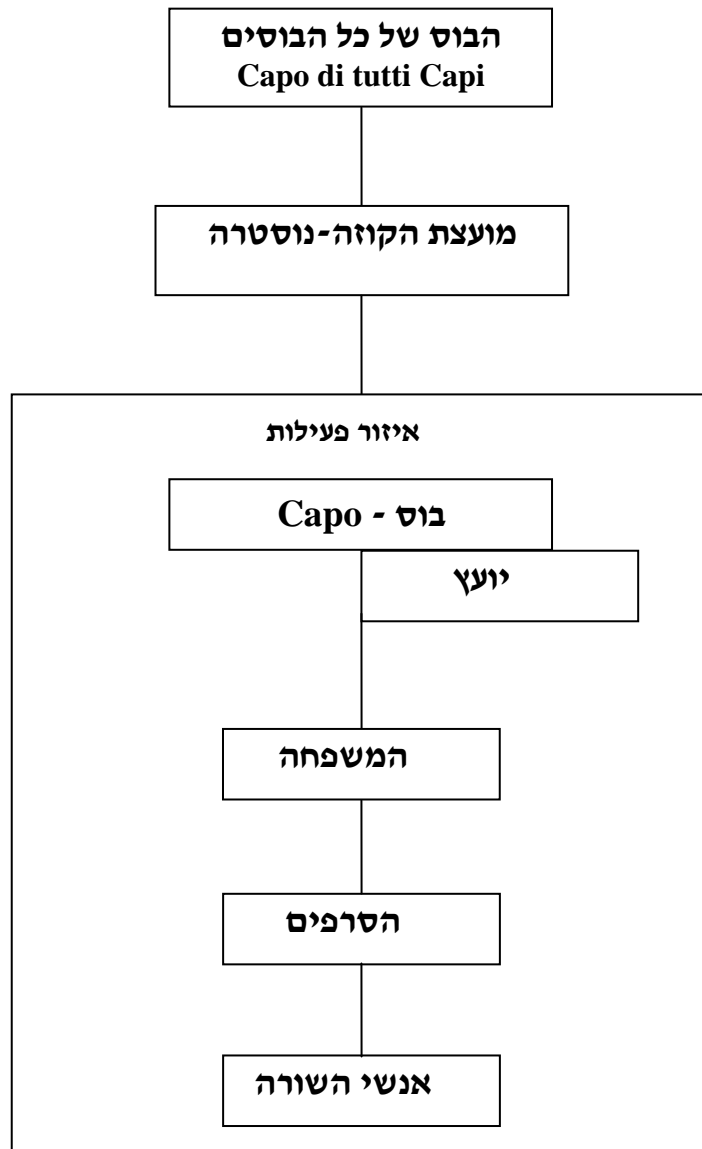 הבוס של כל הבוסים
Capo di tutti Capi
מועצת הקוזה-נוסטרה
איזור פעילות
בוס - Capo
יועץ
המשפחה
הסרפים
אנשי השורה